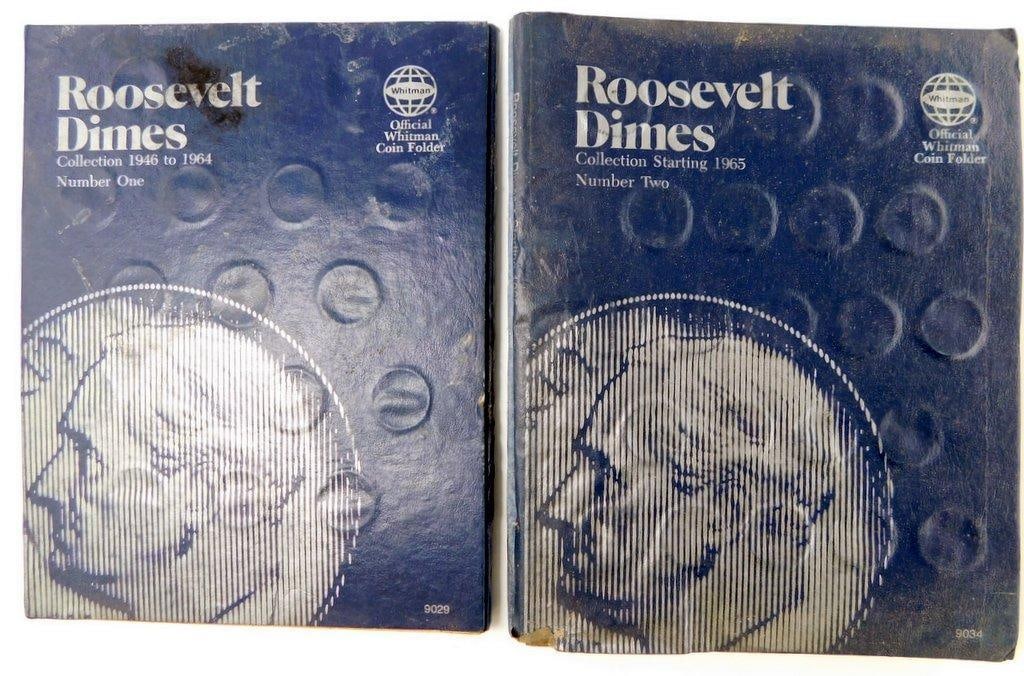 Roosevelt
Dimes
Collection 1946 to 1964
Number One
Whitman
®
Official
Whitman
Coin Folder
9029
Roosevelt
Dimes
Collection Starting 1965
Number Two
Whitman
®
Official
Whitman
Coin Folder
9034